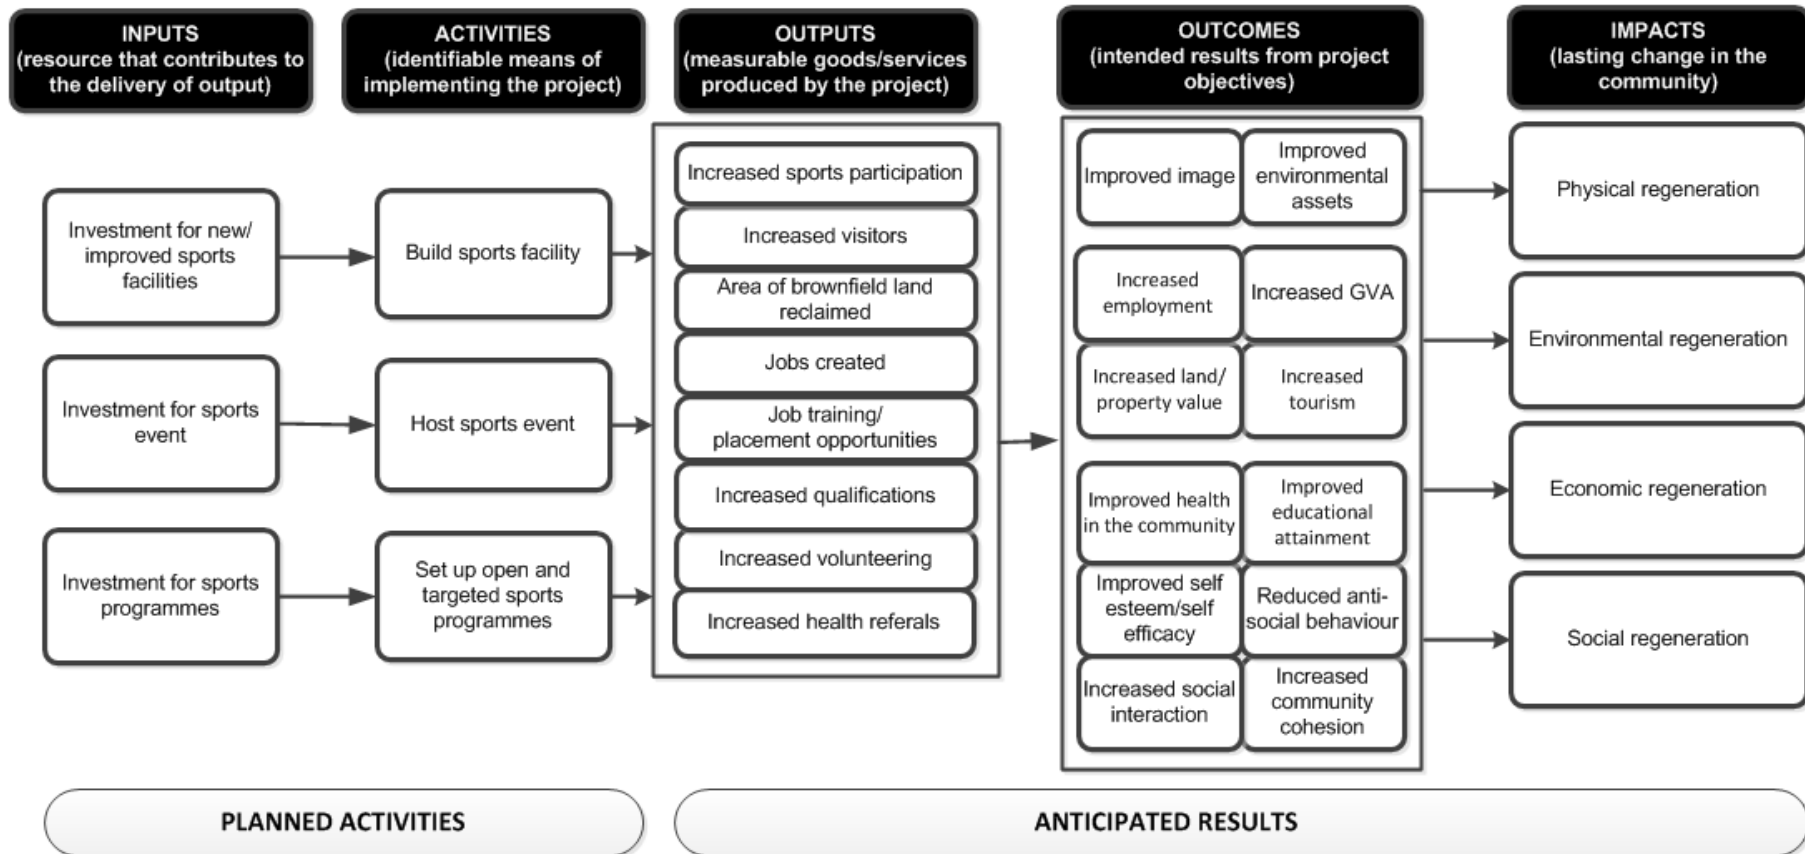 INPUTS
(resource that contributes to
the delivery of output)
ACTIVITIES
(identifiable means of
implementing the project)
OUTPUTS
(measurable goods/services
produced by the project)
OUTCOMES
(intended results from project
objectives)
IMPACTS
(lasting change in the
community)
Investment for new/
improved sports
facilities
Investment for sports
event
Investment for sports
programmes
Build sports facility
Host sports event
Set up open and
targeted sports
programmes
Increased sports participation
Increased visitors
Area of brownfield land
reclaimed
Jobs created
Job training/
placement opportunities
Increased qualifications
Increased volunteering
Increased health referals
Improved image
Improved
environmental
assets
Increased
employment
Increased GVA
Increased land/
property value
Increased
tourism
Improved health
in the community
Improved
educational
attainment
Improved self
esteem/self
efficacy
Reduced anti-
social behaviour
Increased social
interaction
Increased
community
cohesion
Physical regeneration
Environmental regeneration
Economic regeneration
Social regeneration
PLANNED ACTIVITIES
ANTICIPATED RESULTS